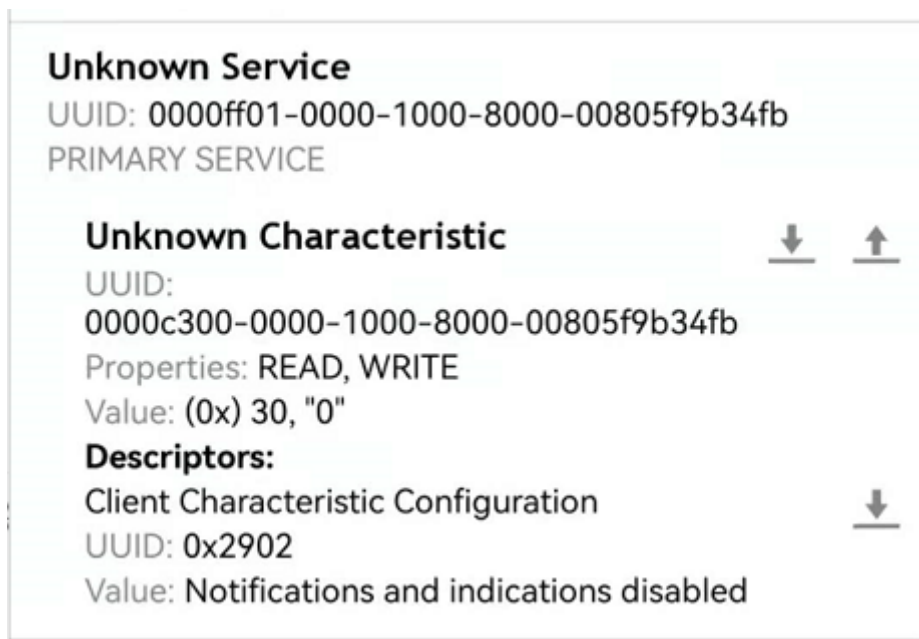 Unknown Service
UUID: 0000ff01-0000-1000-8000-00805f9b34fb
PRIMARY SERVICE
Unknown Characteristic
UUID:
0000c300-0000-1000-8000-00805f9b34fb
Properties: READ, WRITE
Value: (0x) 30, "0"
Descriptors:
Client Characteristic Configuration
UUID: 0x2902
Value: Notifications and indications disabled